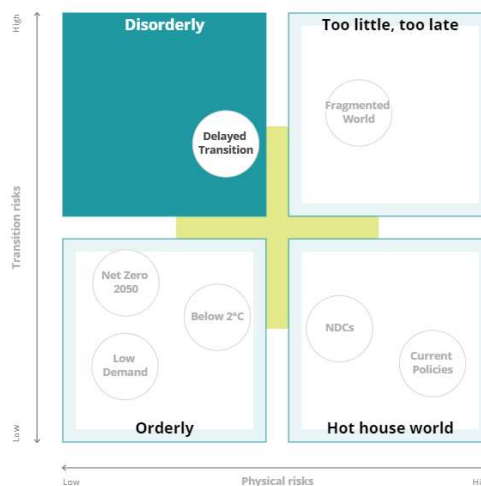 High
Transition risks
Low
Disorderly
Delayed
Transition
Too little, too late
Fragmented
World
Net Zero
2050
Below 2°C
Low
Demand
Orderly
NDCs
Current
Policies
Hot house world
Low
Physical risks